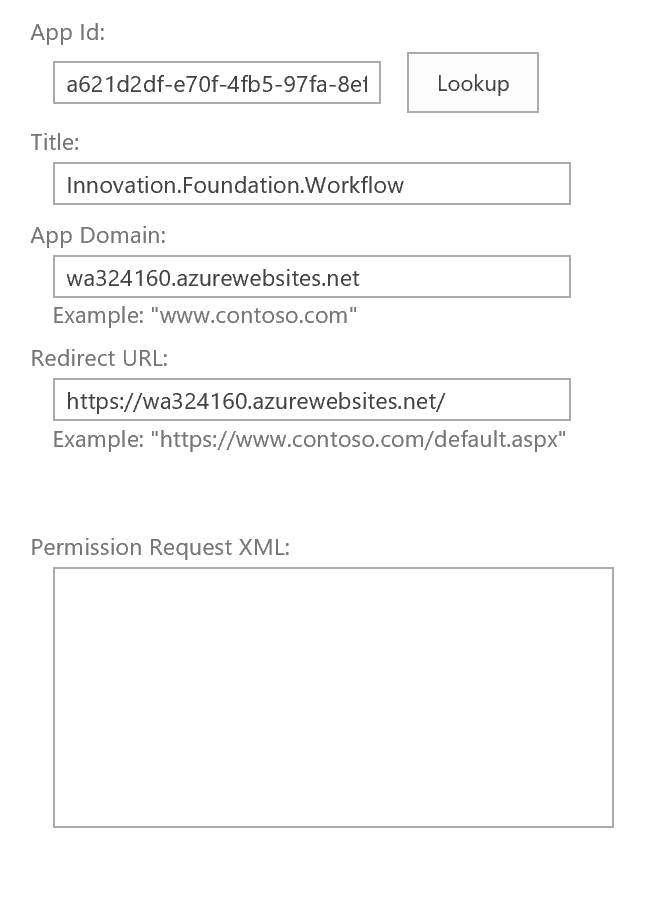 App Id:
a621d2df-e70f-4fb5-97fa-8ef
Lookup
Title:
Innovation.Foundation.Workflow
App Domain:
wa324160.azurewebsites.net
Example: "www.contoso.com"
Redirect URL:
https://wa324160.azurewebsites.net/
Example: "https://www.contoso.com/default.aspx"
Permission Request XML: